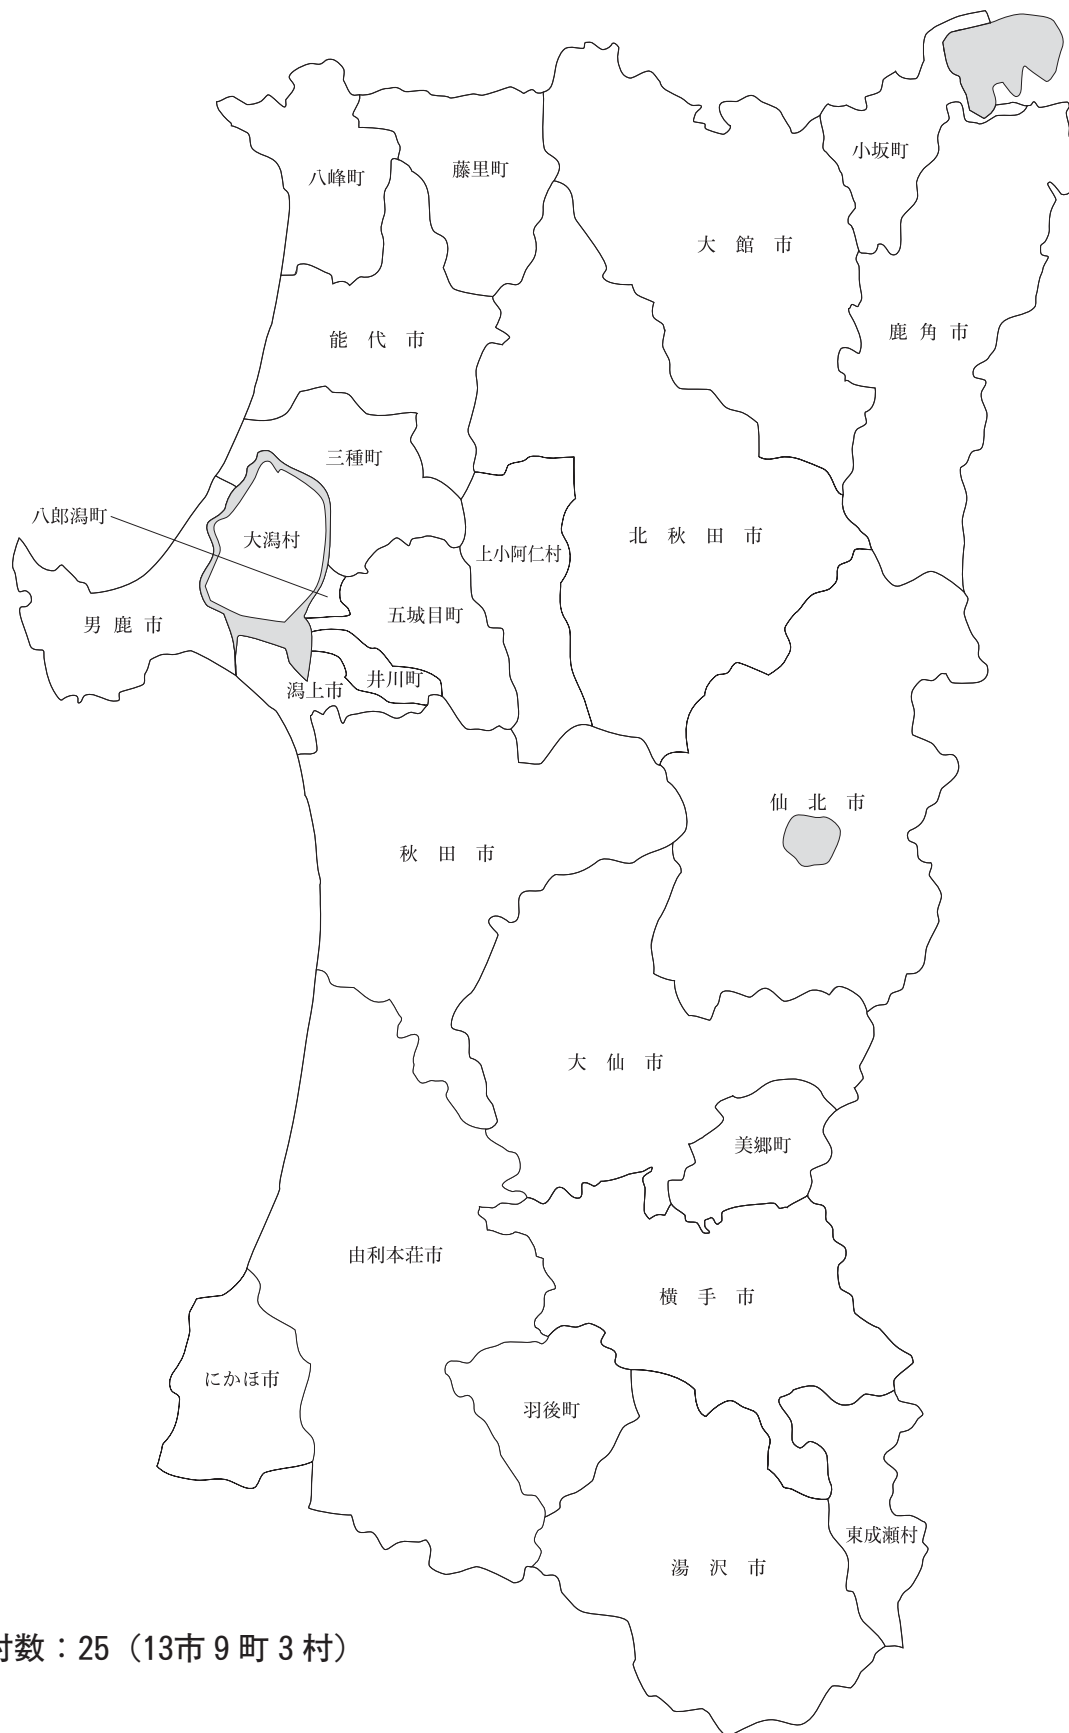 小坂町
藤里町
八峰町
大館市
鹿角市
能代市
三種町
八郎潟町
北秋田市
大潟村
上小阿仁村
五城目町
男鹿市
井川町
潟上市
仙北市
秋田市
大仙市
美郷町
由利本荘市
横手市
にかほ市
羽後町
東成瀬村
湯沢市
村数：25（13市9町3村）